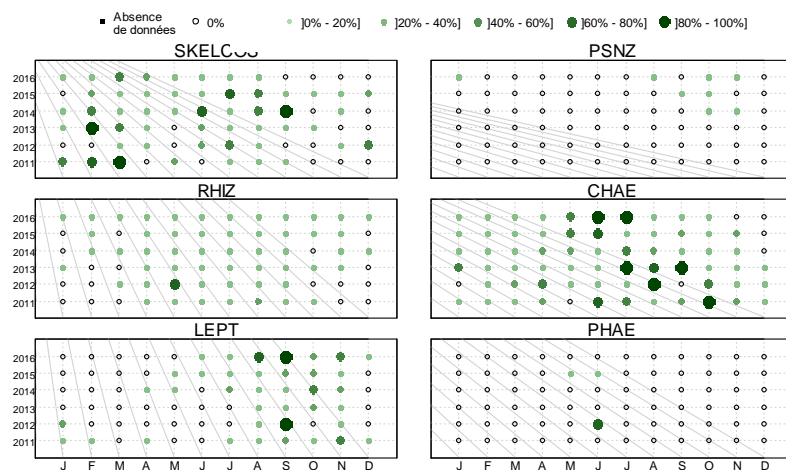 Absence
de données
0%
]0% - 20%]
]20% - 40%]
]40% - 60%]
]60% - 80%]
]80% - 100%]
SKELCOS
PSNZ
2016
2015
2014
2013
2012
2011
RHIZ
CHAE
2016
2015
2014
2013
2012
2011
LEPT
PHAE
2016
2015
2014
2013
2012
2011
J F M A M J J A S O N D
J F M A M J J A S O N D